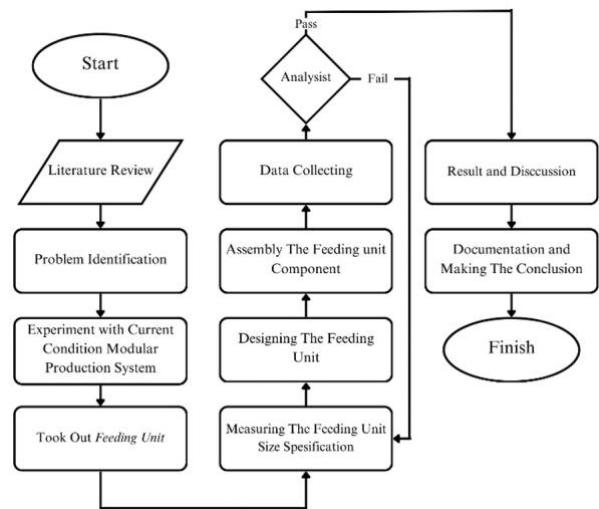 Start
Literature Review
Problem Identification
Experiment with Current
Condition Modular
Production System
Took Out Feeding Unit
Measuring The Feeding Unit
Size Spesification
Designing The Feeding
Unit
Assembly The Feeding unit
Component
Data Collecting
Analysist
Pass
Fail
Result and Disccussion
Documentation and
Making The Conclusion
Finish